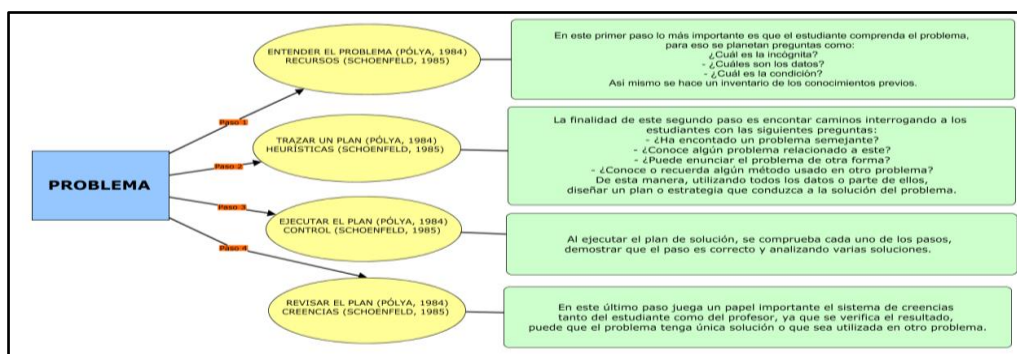 PROBLEMA
Paso 1
ENTENDER EL PROBLEMA (PÓLYA, 1984)
RECURSOS (SCHOENFELD, 1985)
En este primer paso lo más importante es que el estudiante comprenda el problema,
para eso se planetan preguntas como:
¿Cuál es la incógnita?
- ¿Cuáles son los datos?
- ¿Cuál es la condición?
Asi mismo se hace un inventario de los conocimientos previos.
Paso 2
TRAZAR UN PLAN (PÓLYA, 1984)
HEURÍSTICAS (SCHOENFELD, 1985)
La finalidad de este segundo paso es encontar caminos interrogando a los
estudiantes con las siguientes preguntas:
- ¿Ha encontado un problema semejante?
- ¿Conoce algún problema relacionado a este?
- ¿Puede enunciar el problema de otra forma?
- ¿Conoce o recuerda algún método usado en otro problema?
De esta manera, utilizando todos los datos o parte de ellos,
diseñar un plan o estrategia que conduzca a la solución del problema.
Paso 3
EJECUTAR EL PLAN (PÓLYA, 1984)
CONTROL (SCHOENFELD, 1985)
Al ejecutar el plan de solución, se comprueba cada uno de los pasos,
demostrar que el paso es correcto y analizando varias soluciones.
Paso 4
REVISAR EL PLAN (PÓLYA, 1984)
CREENCIAS (SCHOENFELD, 1985)
En este último paso juega un papel importante el sistema de creencias
tanto del estudiante como del profesor, ya que se verifica el resultado,
puede que el problema tenga única solución o que sea utilizada en otro problema.